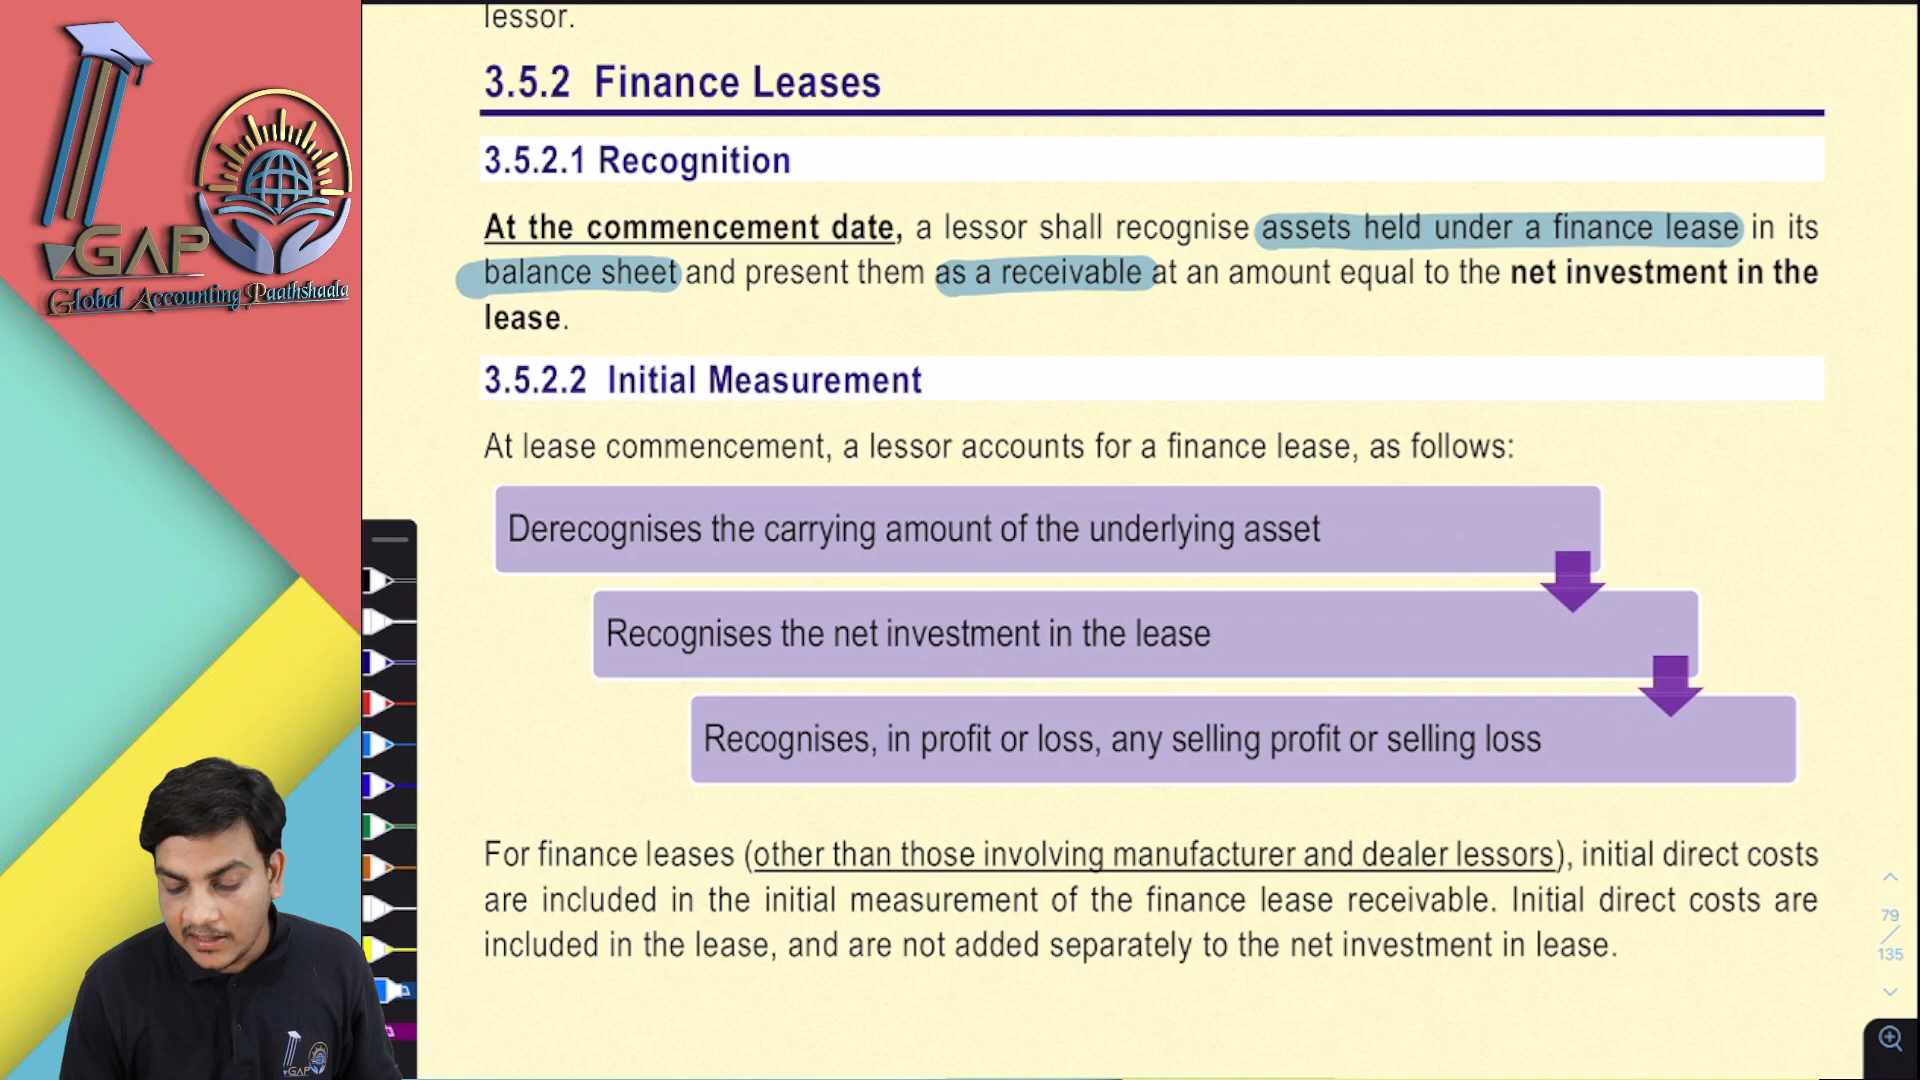 lessor.
3.5.2 Finance Leases
3.5.2.1 Recognition
At the commencement date, a lessor shall recognise assets held under a finance lease in its
balance sheet and present them as a receivable at an amount equal to the net investment in the
lease.
3.5.2.2 Initial Measurement
At lease commencement, a lessor accounts for a finance lease, as follows:
Derecognises the carrying amount of the underlying asset
Recognises the net investment in the lease
Recognises, in profit or loss, any selling profit or selling loss
For finance leases (other than those involving manufacturer and dealer lessors), initial direct costs
are included in the initial measurement of the finance lease receivable. Initial direct costs are
included in the lease, and are not added separately to the net investment in lease.
GAP
Global Accounting Paathshaala
79
135
GAP